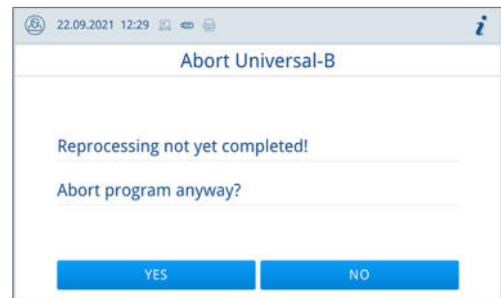 22.09.2021 12:29 i
Abort Universal-B
Reprocessing not yet completed!
Abort program anyway?
YES NO